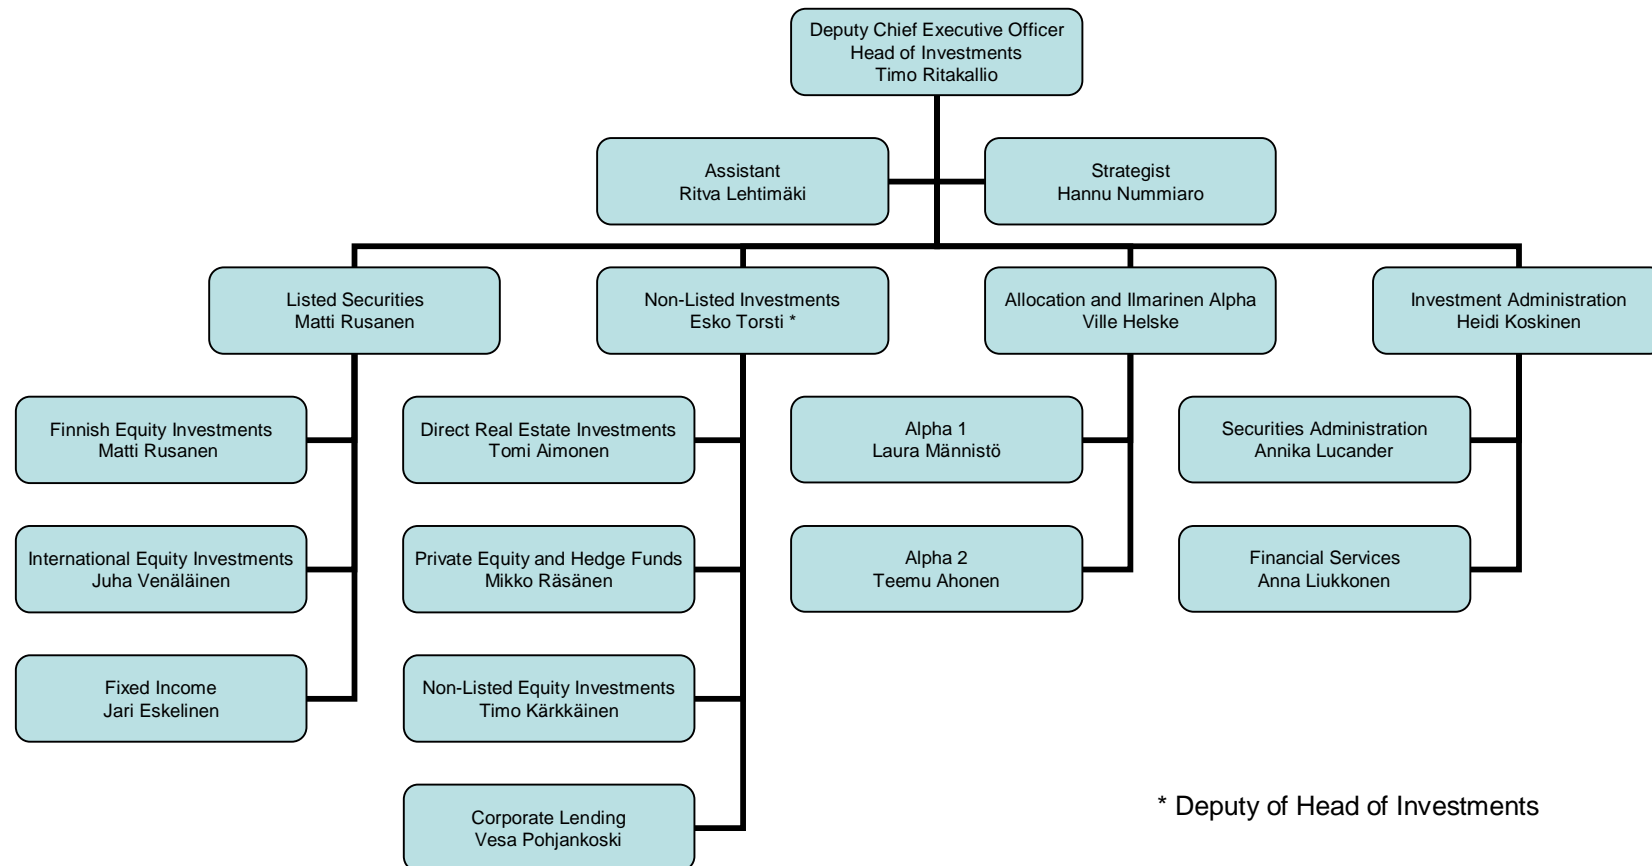 Deputy Chief Executive Officer
Head of Investments
Timo Ritakallio
Assistant
Ritva Lehtimäki
Strategist
Hannu Nummiaro
Listed Securities
Matti Rusanen
Non-Listed Investments
Esko Torsti *
Allocation and Ilmarinen Alpha
Ville Helske
Investment Administration
Heidi Koskinen
Finnish Equity Investments
Matti Rusanen
Direct Real Estate Investments
Tomi Aimonen
Alpha 1
Laura Männistö
Securities Administration
Annika Lucander
International Equity Investments
Juha Venäläinen
Private Equity and Hedge Funds
Mikko Räsänen
Alpha 2
Teemu Ahonen
Financial Services
Anna Liukkonen
Fixed Income
Jari Eskelinen
Non-Listed Equity Investments
Timo Kärkkäinen
Corporate Lending
Vesa Pohjankoski
* Deputy of Head of Investments